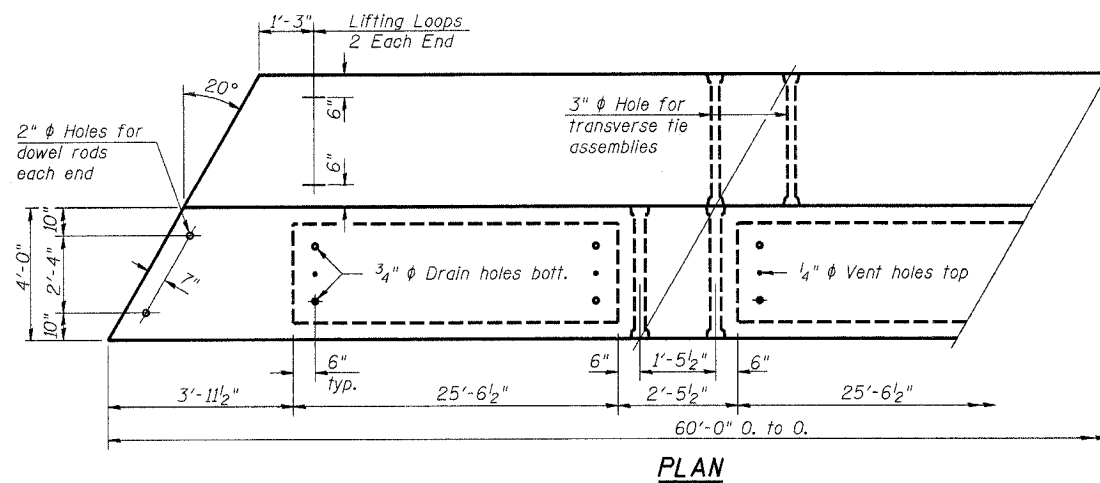 1'-3"
Lifting Loops
2 Each End
20°
2" ϕ Holes for
dowel rods
each end
6"
6"
3" ϕ Hole for
transverse tie
assemblies
4'-0"
10"
2'-4"
10"
7"
3/4" ϕ Drain holes bott.
1/4" ϕ Vent holes top
6"
typ.
6"
1'-5 1/2"
6"
3'-11 1/2"
25'-6 1/2"
2'-5 1/2"
25'-6 1/2"
60'-0" O. to O.
PLAN